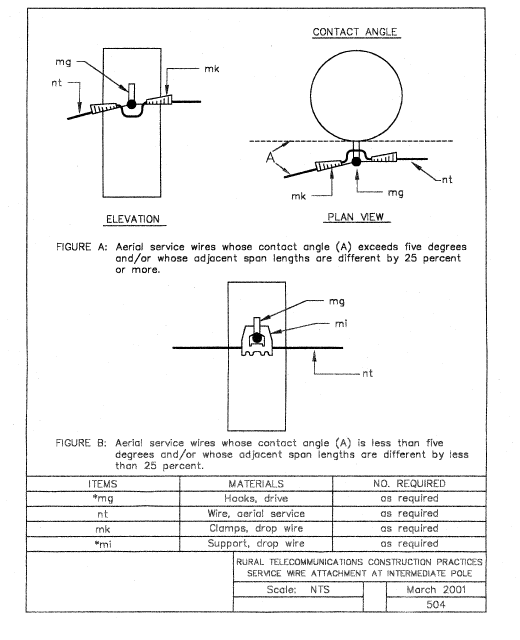 CONTACT ANGLE
mg
mk
nt
A
nt
mk
mg
ELEVATION
PLAN VIEW
FIGURE A: Aerial service wires whose contact angle (A) exceeds five degrees
and/or whose adjacent span lengths are different by 25 percent
or more.
mg
mi
nt
FIGURE B: Aerial service wires whose contact angle (A) is less than five
degrees and/or whose adjacent span lengths are different by less
than 25 percent.
ITEMS MATERIALS NO. REQUIRED
*mg Hooks, drive as required
nt Wire, aerial service as required
mk Clamps, drop wire as required
*mi Support, drop wire as required
RURAL TELECOMMUNICATIONS CONSTRUCTION PRACTICES
SERVICE WIRE ATTACHMENT AT INTERMEDIATE POLE
Scale: NTS March 2001
504